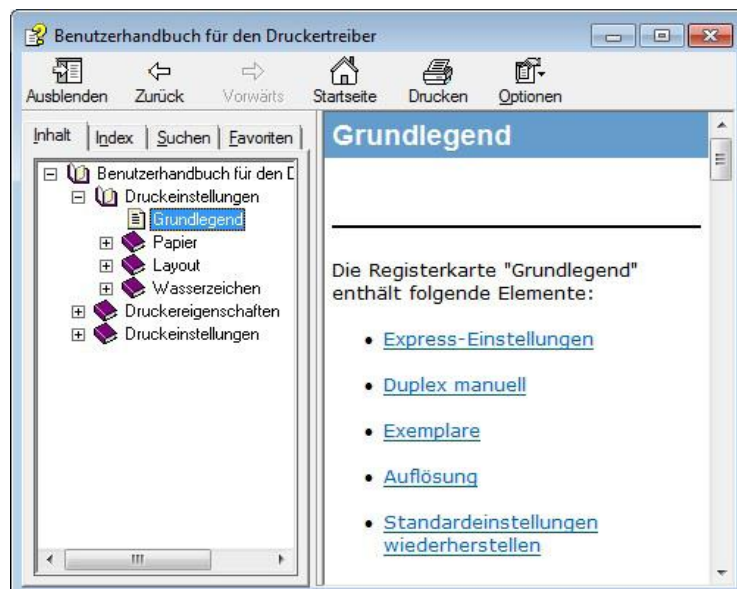 Benutzerhandbuch für den Druckertreiber
Ausblenden Zurück Vorwärts Startseite Drucken Optionen
Inhalt Index Suchen Favoriten
Benutzerhandbuch für den D
Druckeinstellungen
Grundlegend
Papier
Layout
Wasserzeichen
Druckereigenschaften
Druckeinstellungen
Grundlegend
Die Registerkarte "Grundlegend"
enthält folgende Elemente:
• Express-Einstellungen
• Duplex manuell
• Exemplare
• Auflösung
• Standardeinstellungen
wiederherstellen